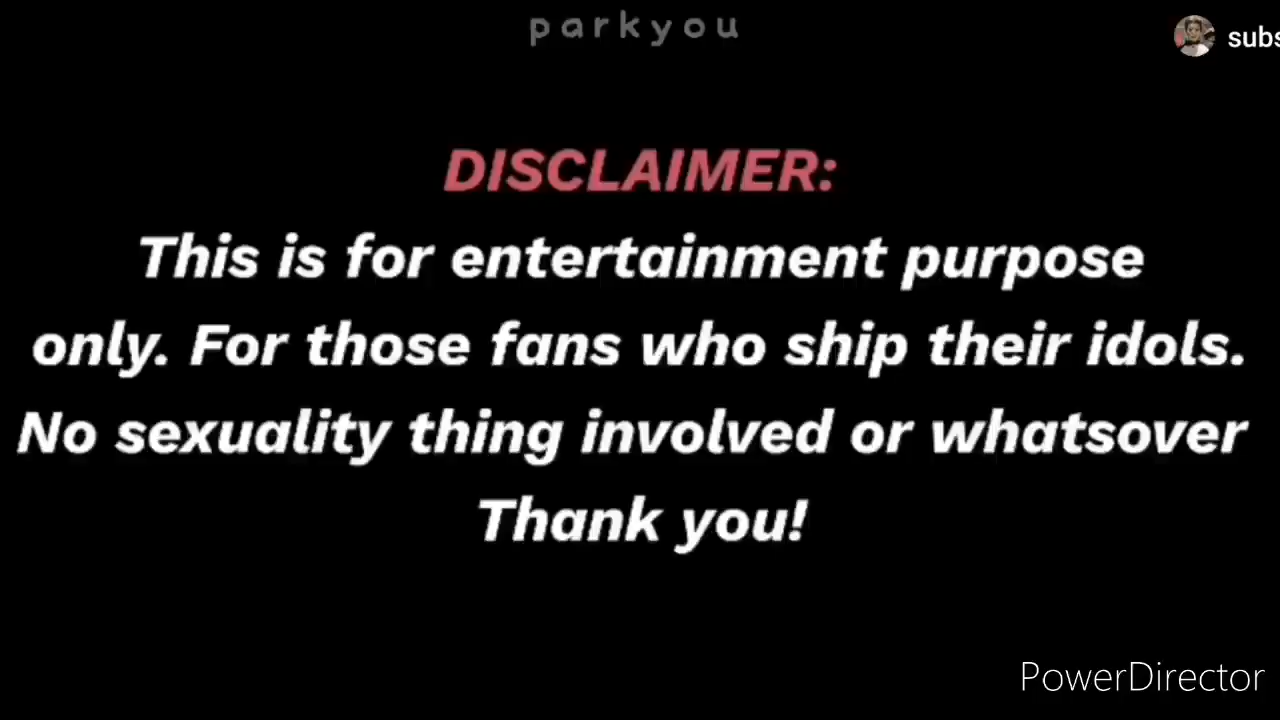 parkyou
subs
DISCLAIMER:
This is for entertainment purpose
only. For those fans who ship their idols.
No sexuality thing involved or whatsover
Thank you!
PowerDirector